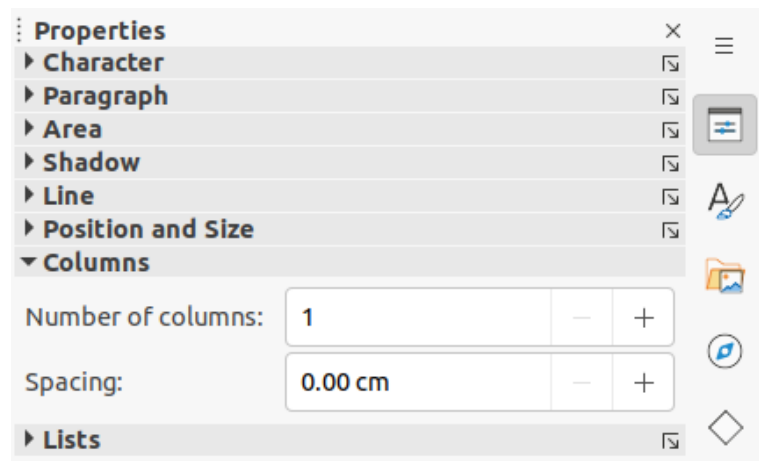 Properties
Character
Paragraph
Area
Shadow
Line
Position and Size
Columns
Number of columns: 1
Spacing: 0.00 cm
Lists